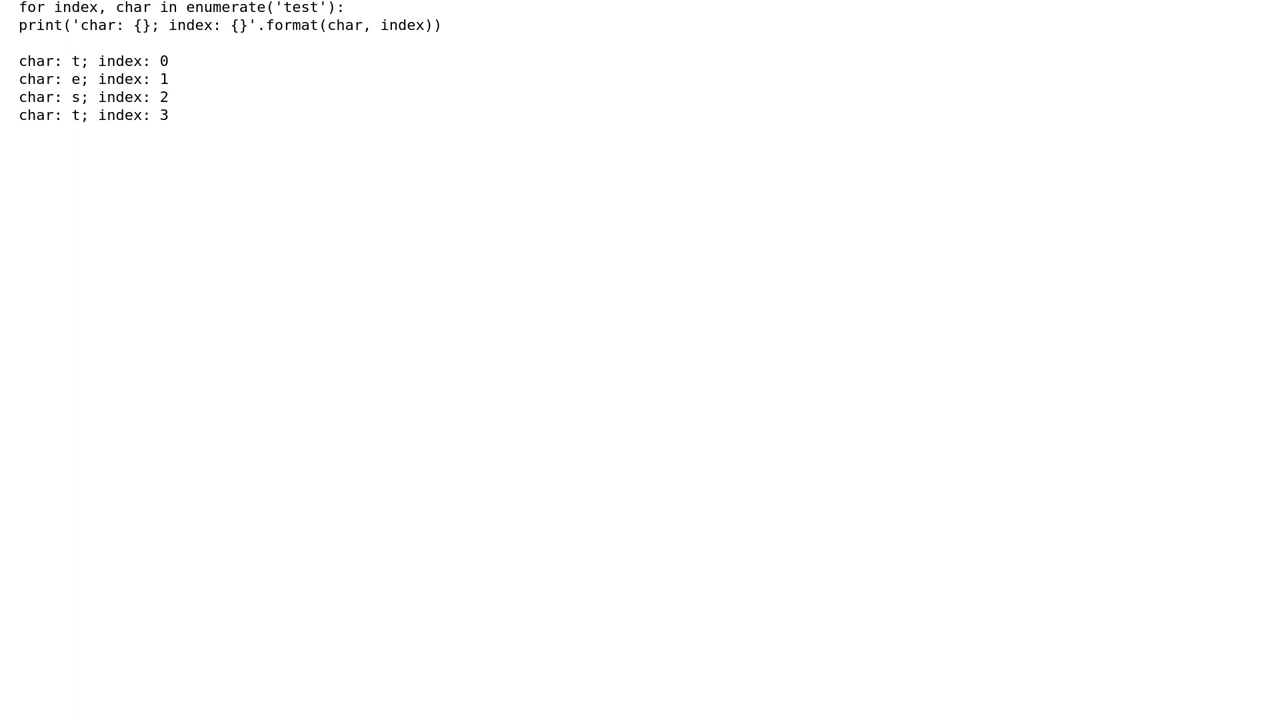 for index, char in enumerate('test'):
print('char: {}; index: {}'.format(char, index))

char: t; index: 0
char: e; index: 1
char: s; index: 2
char: t; index: 3